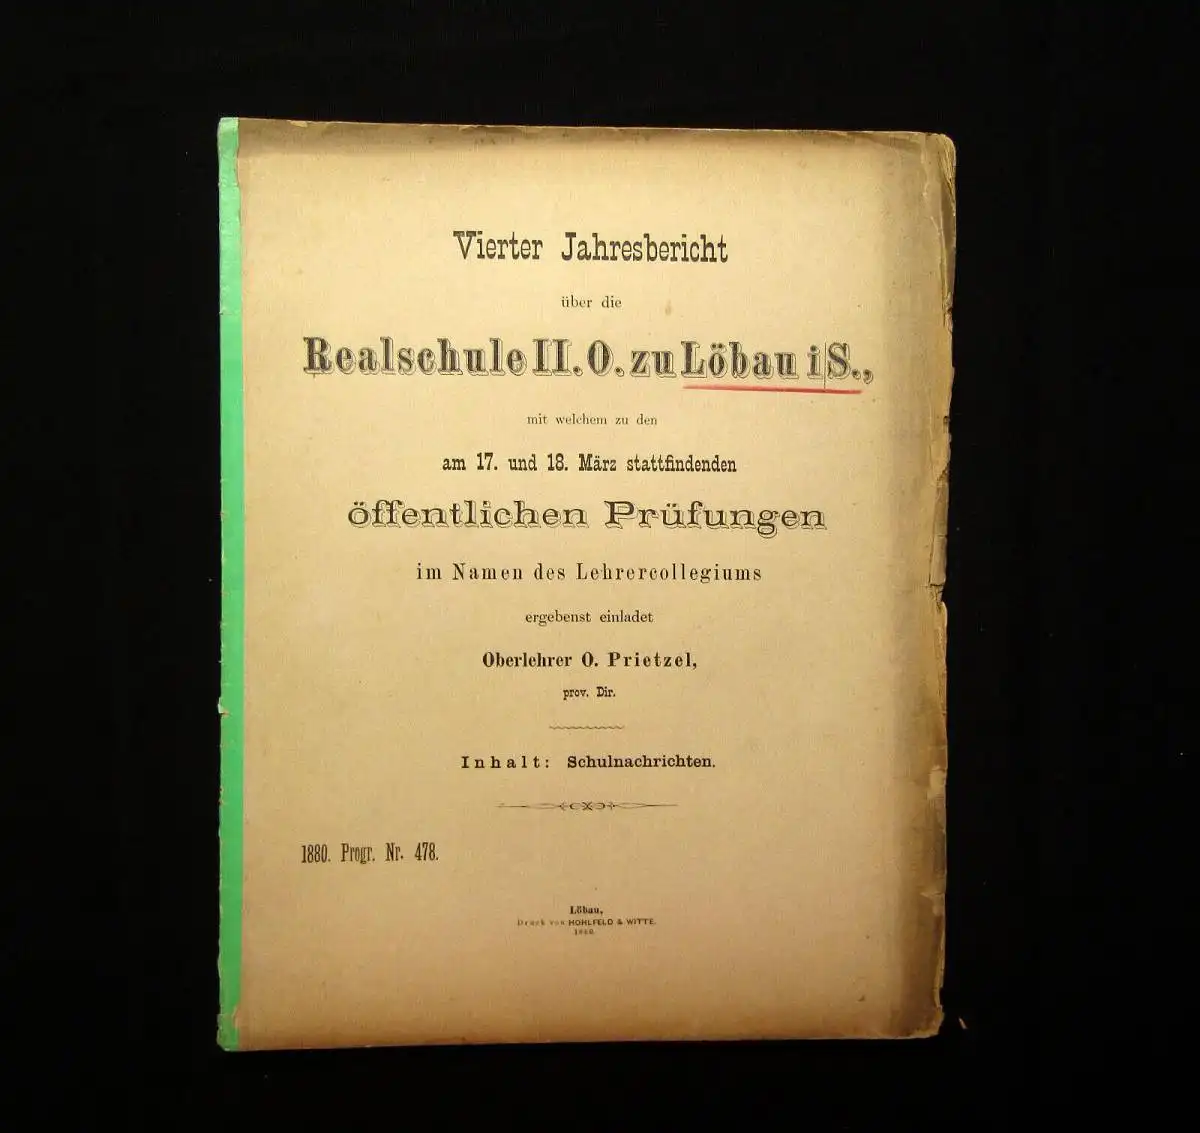 Vierter Jahresbericht
über die
Realschule II. O. zu Löbau i|S.,
mit welchem zu den
am 17. und 18. März stattfindenden
öffentlichen Prüfungen
im Namen des Lehrercollegiums
ergebenst einladet
Oberlehrer O. Prietzel,
prov. Dir.
Inhalt: Schulnachrichten.
1880. Progr. Nr. 478.
Löbau,
Druck von HOHLFELD & WITTE.
1880.